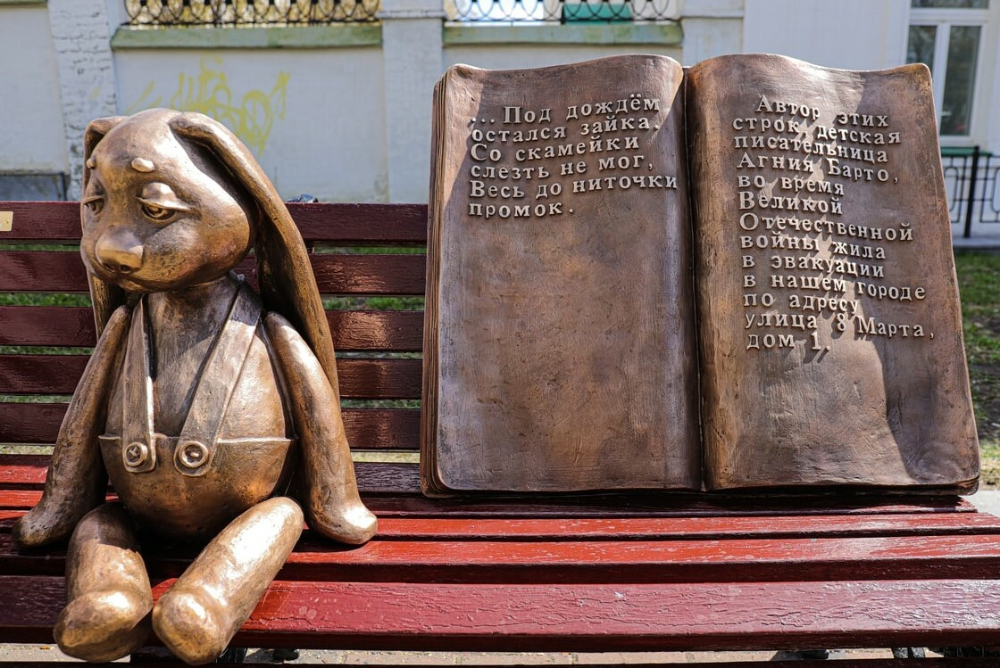 ... Под дождём
остался зайка.
Со скамейки
слезть не мог,
Весь до ниточки
промок.
Автор этих
строк, детская
писательница
Агния Барто,
во время
Великой
Отечественной
войны жила
в эвакуации
в нашем городе
по адресу
улица 8 Марта,
дом 1.